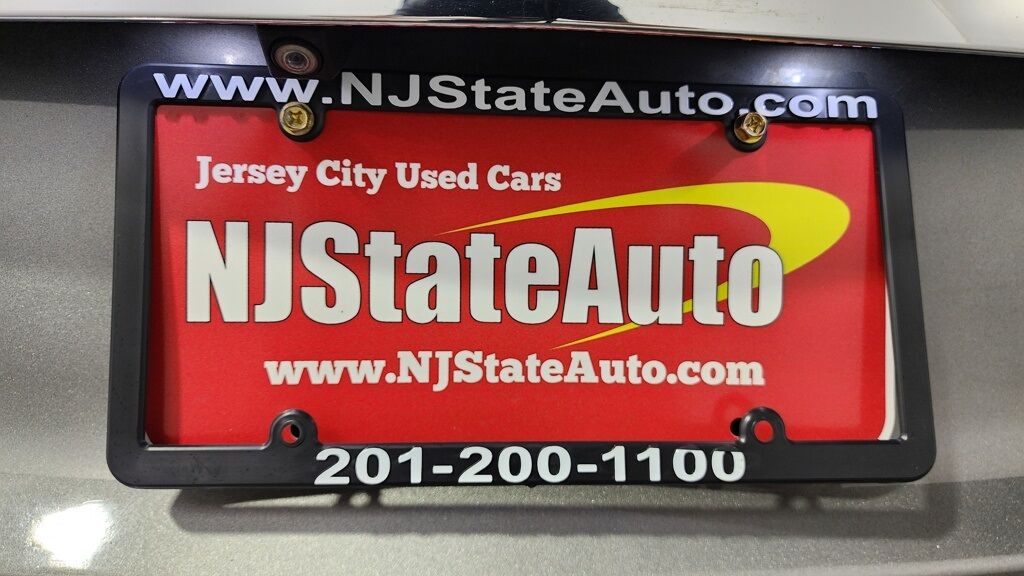 www.NJStateAuto.com
Jersey City Used Cars
NJStateAuto
www.NJStateAuto.com
201-200-1100